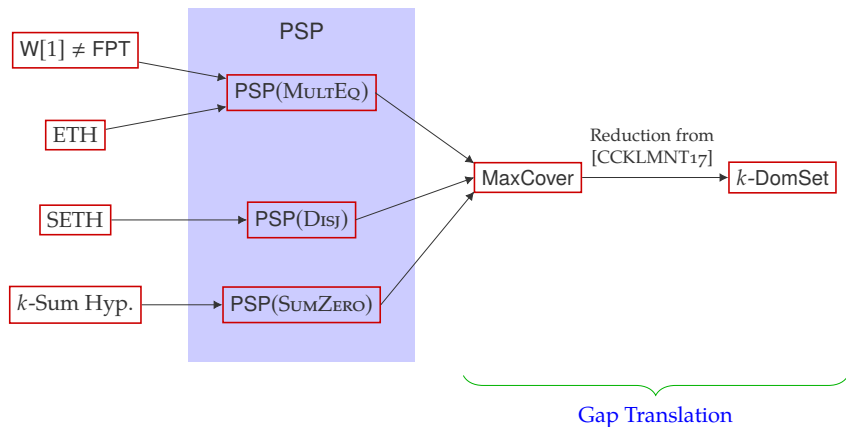 PSP
W[1] ≠ FPT
PSP(MULTEQ)
ETH
Reduction from
[CCKLMNT17]
MaxCover
k-DomSet
SETH
PSP(DISJ)
k-Sum Hyp.
PSP(SUMZERO)
Gap Translation